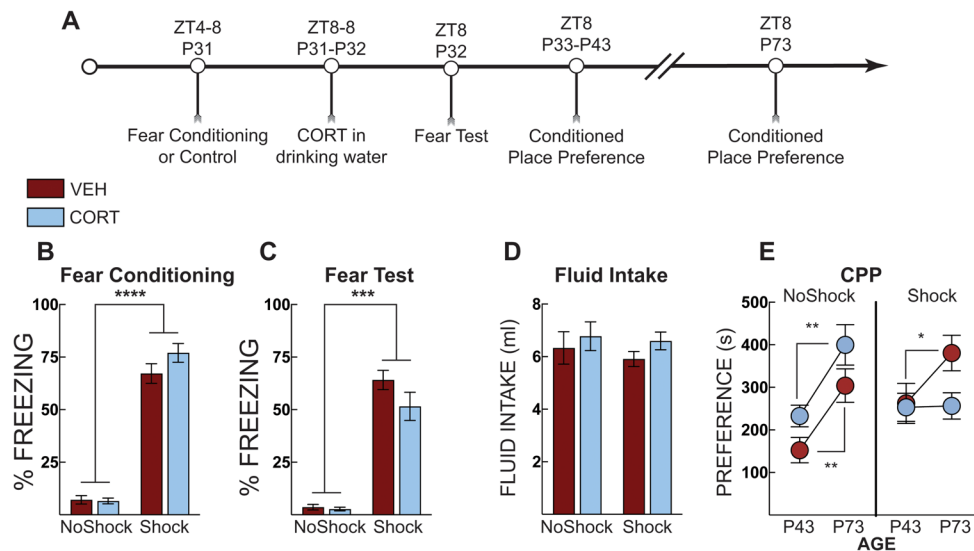 A
ZT4-8
P31
ZT8-8
P31-P32
ZT8
P32
ZT8
P33-P43
ZT8
P73
Fear Conditioning
or Control
CORT in
drinking water
Fear Test
Conditioned
Place Preference
Conditioned
Place Preference
VEH
CORT
B
Fear Conditioning
% FREEZING
100
75
50
25
****
NoShock
Shock
C
Fear Test
% FREEZING
100
75
50
25
***
NoShock
Shock
D
Fluid Intake
FLUID INTAKE (ml)
8
6
4
2
NoShock
Shock
E
CPP
NoShock
Shock
PREFERENCE (s)
500
400
300
200
100
**
**
*
P43
P73
P43
P73
AGE